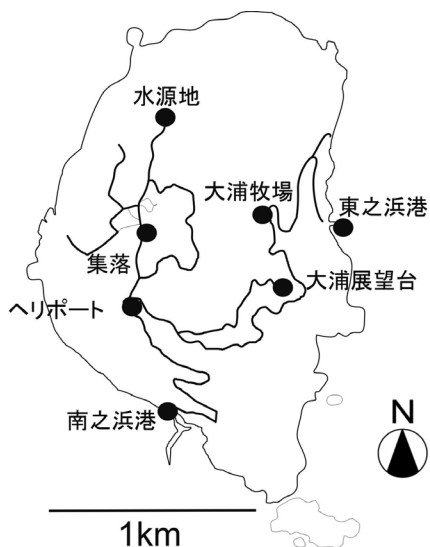 水源地
大浦牧場
東之浜港
集落
大浦展望台
ヘリポート
南之浜港
N
1km